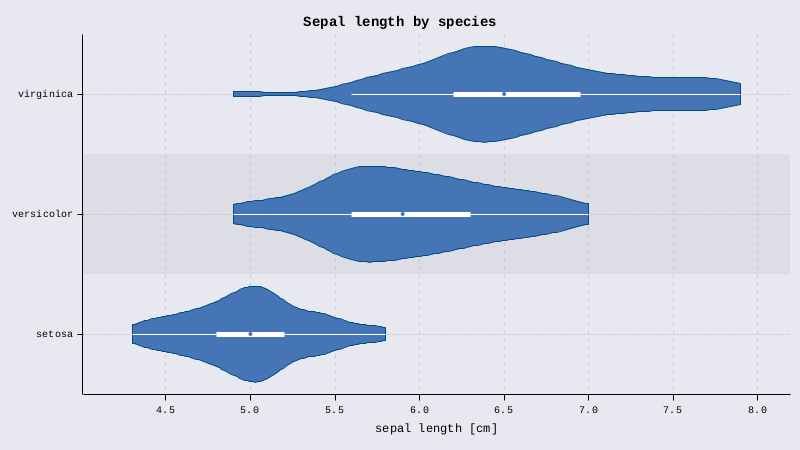 Sepal length by species
virginica
versicolor
setosa
4.5 5.0 5.5 6.0 6.5 7.0 7.5 8.0
sepal length [cm]